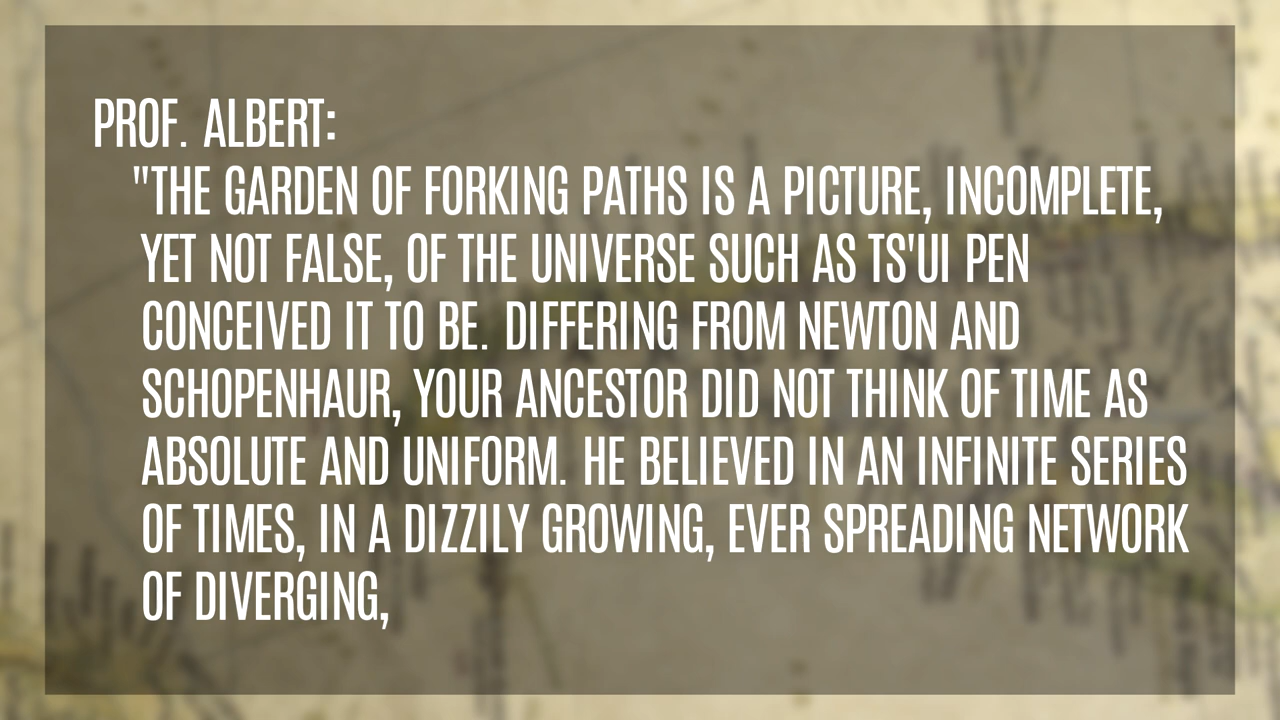 PROF. ALBERT:
"THE GARDEN OF FORKING PATHS IS A PICTURE, INCOMPLETE,
YET NOT FALSE, OF THE UNIVERSE SUCH AS TS'UI PEN
CONCEIVED IT TO BE. DIFFERING FROM NEWTON AND
SCHOPENHAUR, YOUR ANCESTOR DID NOT THINK OF TIME AS
ABSOLUTE AND UNIFORM. HE BELIEVED IN AN INFINITE SERIES
OF TIMES, IN A DIZZILY GROWING, EVER SPREADING NETWORK
OF DIVERGING,